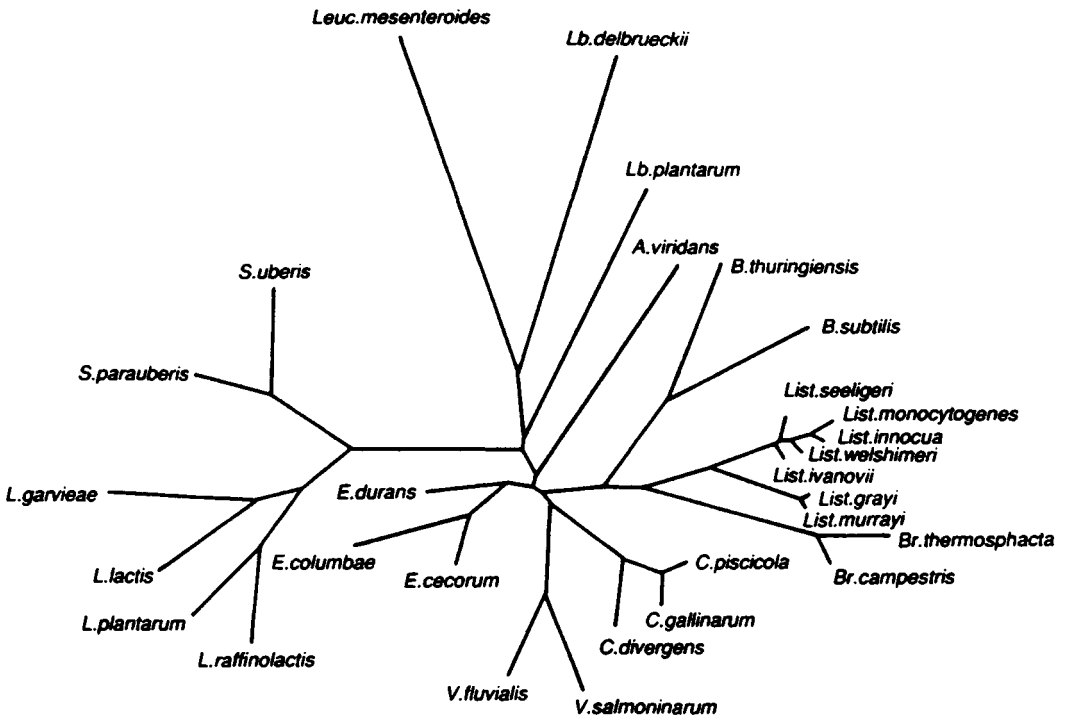 Leuc.mesenteroides
Lb.delbrueckii
Lb.plantarum
A.viridans
B.thuringiensis
S.uberis
B.subtilis
S.parauberis
List.seeligeri
List.monocytogenes
List.innocua
List.welshimeri
List.ivanovii
L.garvieae
E.durans
List.grayi
List.murrayi
Br.thermosphacta
E.columbae
C.piscicola
L.lactis
E.cecorum
Br.campestris
L.plantarum
C.gallinarum
C.divergens
L.raffinolactis
V.fluvialis
V.salmoninarum